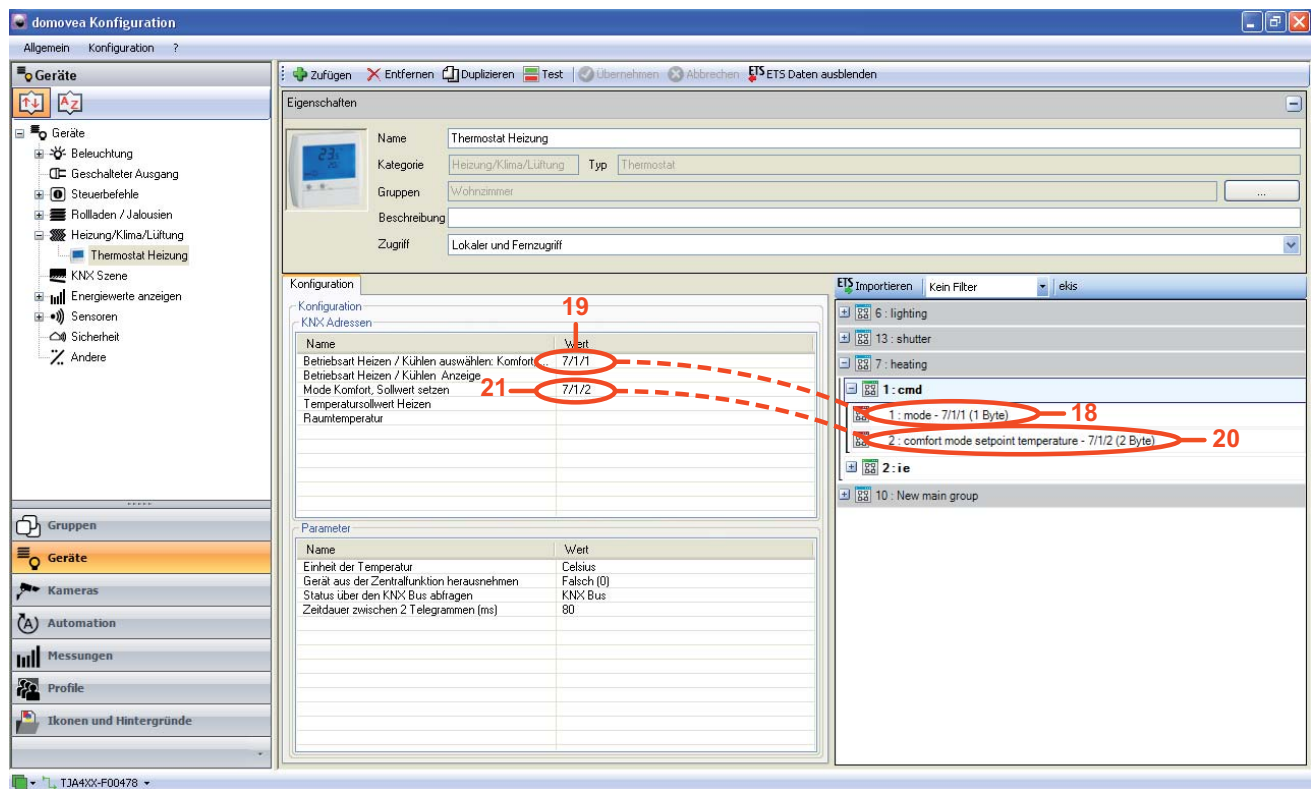 domovea Konfiguration
Allgemein Konfiguration ?
Geräte
Geräte
Beleuchtung
Geschalteter Ausgang
Steuerbefehle
Rollladen / Jalousien
Heizung/Klima/Lüftung
Thermostat Heizung
KNX Szene
Energiewerte anzeigen
Sensoren
Sicherheit
Andere
Gruppen
Geräte
Kameras
Automation
Messungen
Profile
Ikonen und Hintergründe
Zufügen Entfernen Duplizieren Test Übernehmen Abbrechen ETS ETS Daten ausblenden
Eigenschaften
Name Thermostat Heizung
Kategorie Heizung/Klima/Lüftung Typ Thermostat
Gruppen Wohnzimmer ...
Beschreibung
Zugriff Lokaler und Fernzugriff
Konfiguration
Konfiguration
KNX Adressen
19
Name Wert
Betriebsart Heizen / Kühlen auswählen: Komfort, ... 7/1/1
Betriebsart Heizen / Kühlen Anzeige
Mode Komfort, Sollwert setzen 21 7/1/2
Temperatursollwert Heizen
Raumtemperatur
Parameter
Name Wert
Einheit der Temperatur Celsius
Gerät aus der Zentralfunktion herausnehmen Falsch (0)
Status über den KNX Bus abfragen KNX Bus
Zeitdauer zwischen 2 Telegrammen (ms) 80
ETS Importieren Kein Filter ekis
6 : lighting
13 : shutter
7 : heating
1 : cmd
1 : mode - 7/1/1 (1 Byte) 18
2 : comfort mode setpoint temperature - 7/1/2 (2 Byte) 20
2 : ie
10 : New main group
TJA4XX-F00478